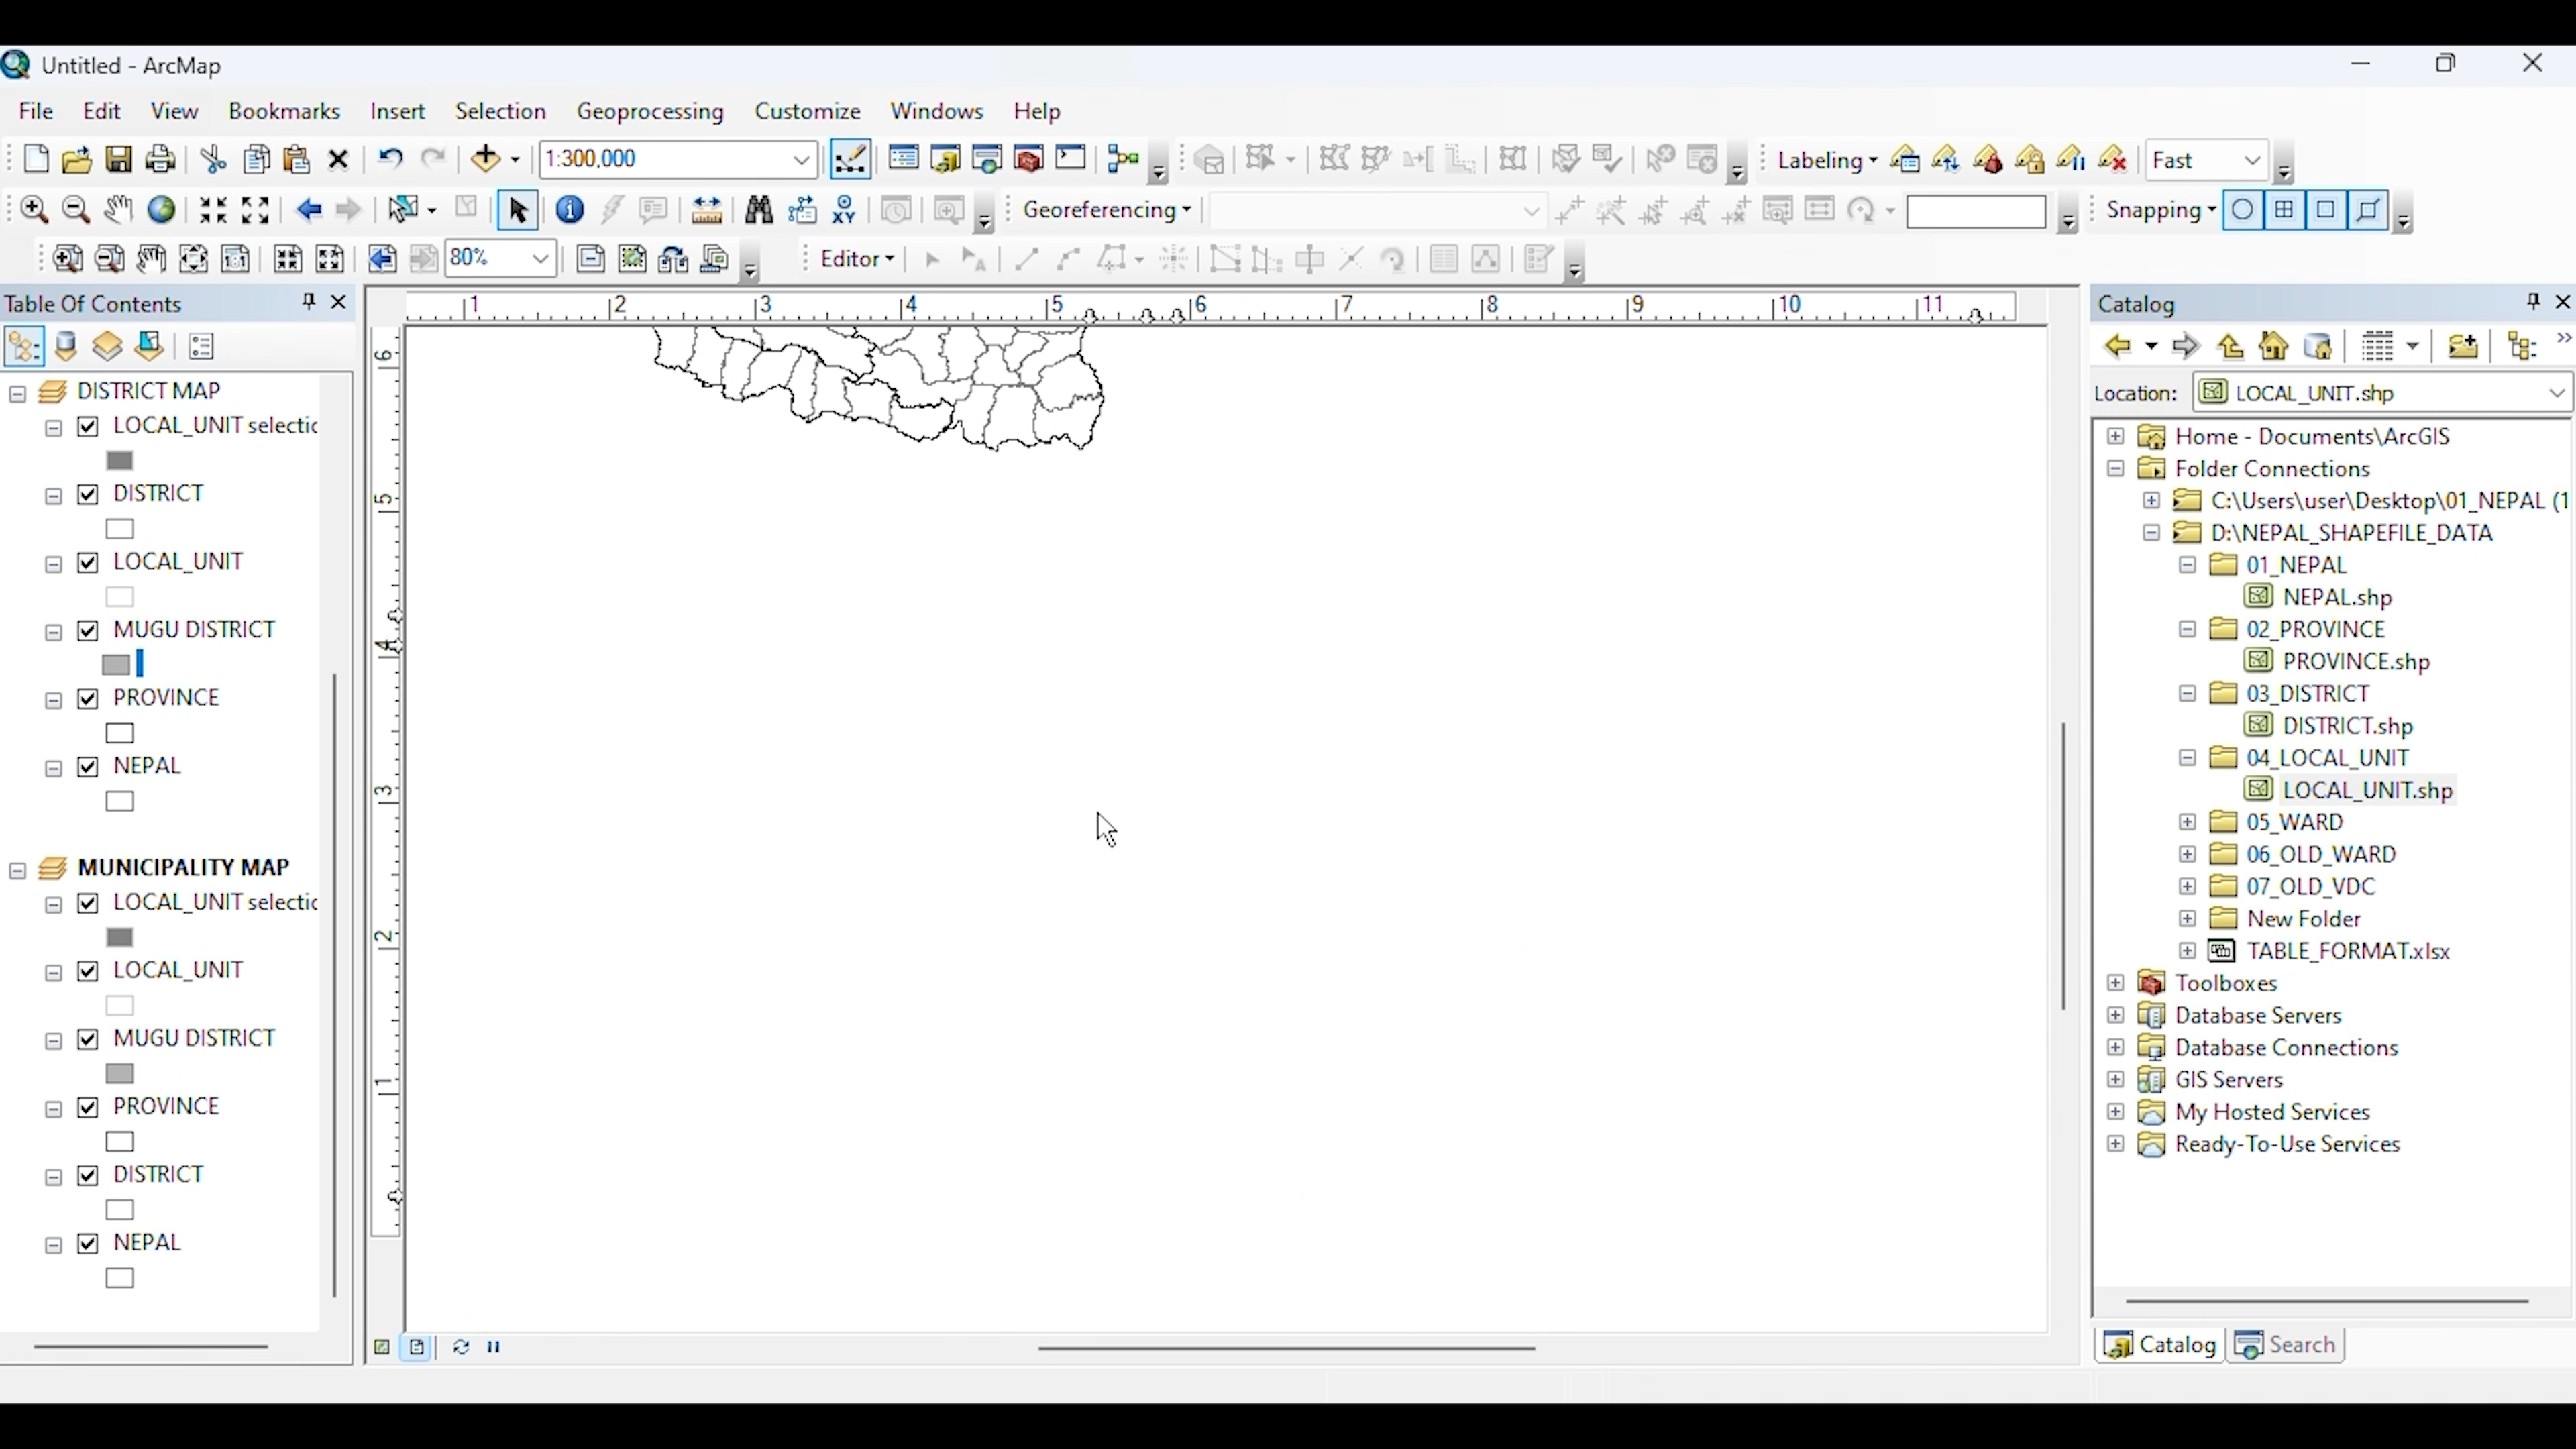 Untitled - ArcMap
File Edit View Bookmarks Insert Selection Geoprocessing Customize Windows Help
1:300,000 Labeling Fast
XY Georeferencing Snapping
80% Editor
Table Of Contents
DISTRICT MAP
LOCAL_UNIT selectic
DISTRICT
LOCAL_UNIT
MUGU DISTRICT
PROVINCE
NEPAL
MUNICIPALITY MAP
LOCAL_UNIT selectic
LOCAL_UNIT
MUGU DISTRICT
PROVINCE
DISTRICT
NEPAL
1 2 3 4 5 6 7 8 9 10 11
6
5
4
3
2
1
Catalog
Location: LOCAL_UNIT.shp
Home - Documents\ArcGIS
Folder Connections
C:\Users\user\Desktop\01_NEPAL (1
D:\NEPAL_SHAPEFILE_DATA
01_NEPAL
NEPAL.shp
02_PROVINCE
PROVINCE.shp
03_DISTRICT
DISTRICT.shp
04_LOCAL_UNIT
LOCAL_UNIT.shp
05_WARD
06_OLD_WARD
07_OLD_VDC
New Folder
TABLE_FORMAT.xlsx
Toolboxes
Database Servers
Database Connections
GIS Servers
My Hosted Services
Ready-To-Use Services
Catalog Search